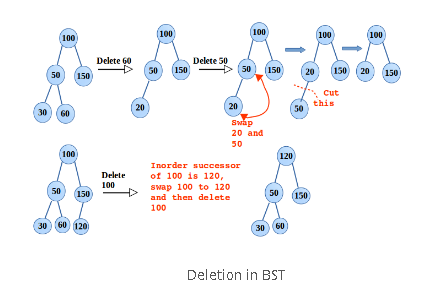 100
50
150
30
60
Delete 60
100
50
150
20
Delete 50
100
50
150
20
Swap
20 and
50
100
20
150
50
Cut
this
100
20
150
100
50
150
30
60
120
Delete
100
Inorder successor
of 100 is 120,
swap 100 to 120
and then delete
100
120
50
150
30
60
Deletion in BST